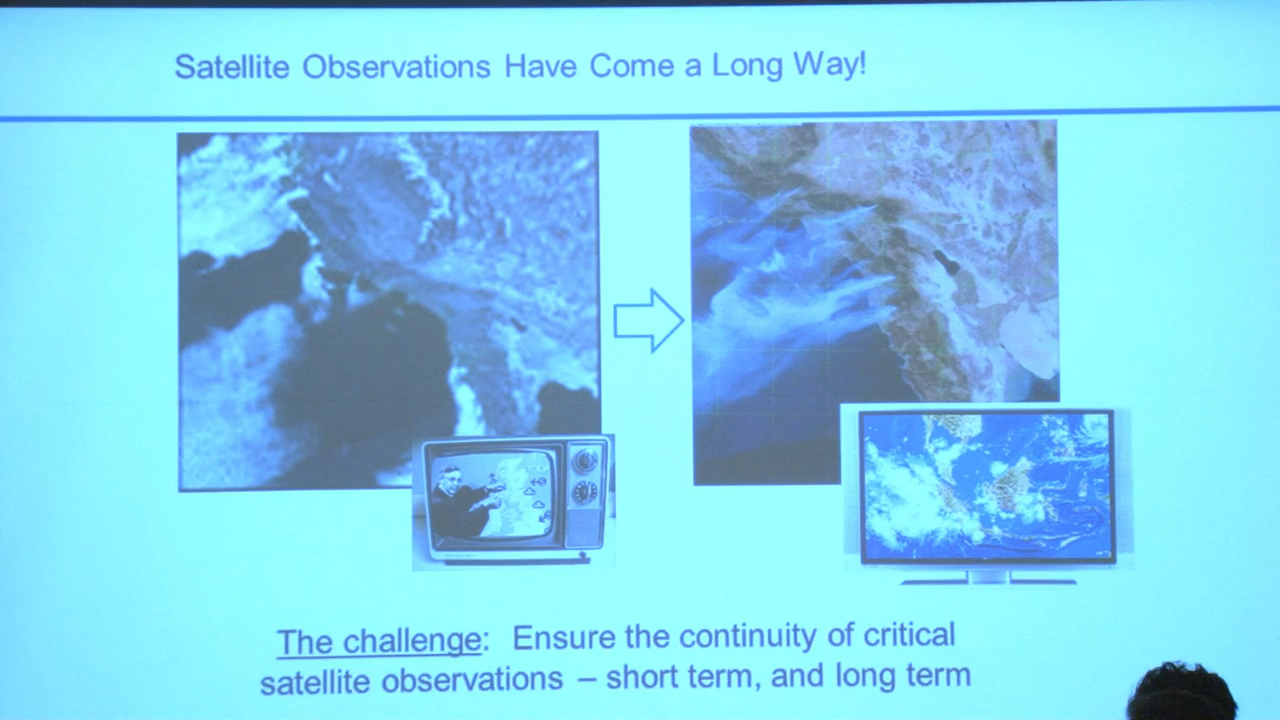 Satellite Observations Have Come a Long Way!
The challenge: Ensure the continuity of critical
satellite observations – short term, and long term